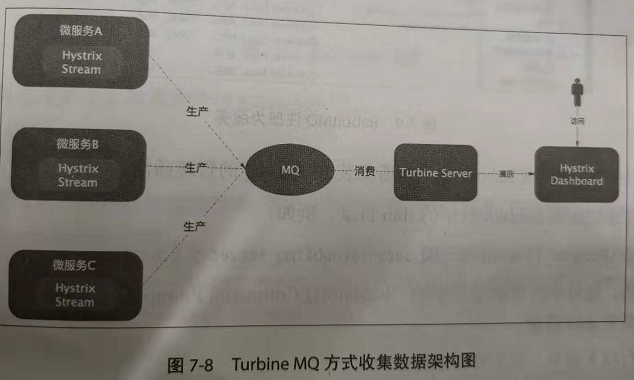 微服务A
Hystrix
Stream
生产
微服务B
Hystrix
Stream
生产
MQ
消费
Turbine Server
展示
Hystrix
Dashboard
访问
生产
微服务C
Hystrix
Stream
图 7-8 Turbine MQ 方式收集数据架构图